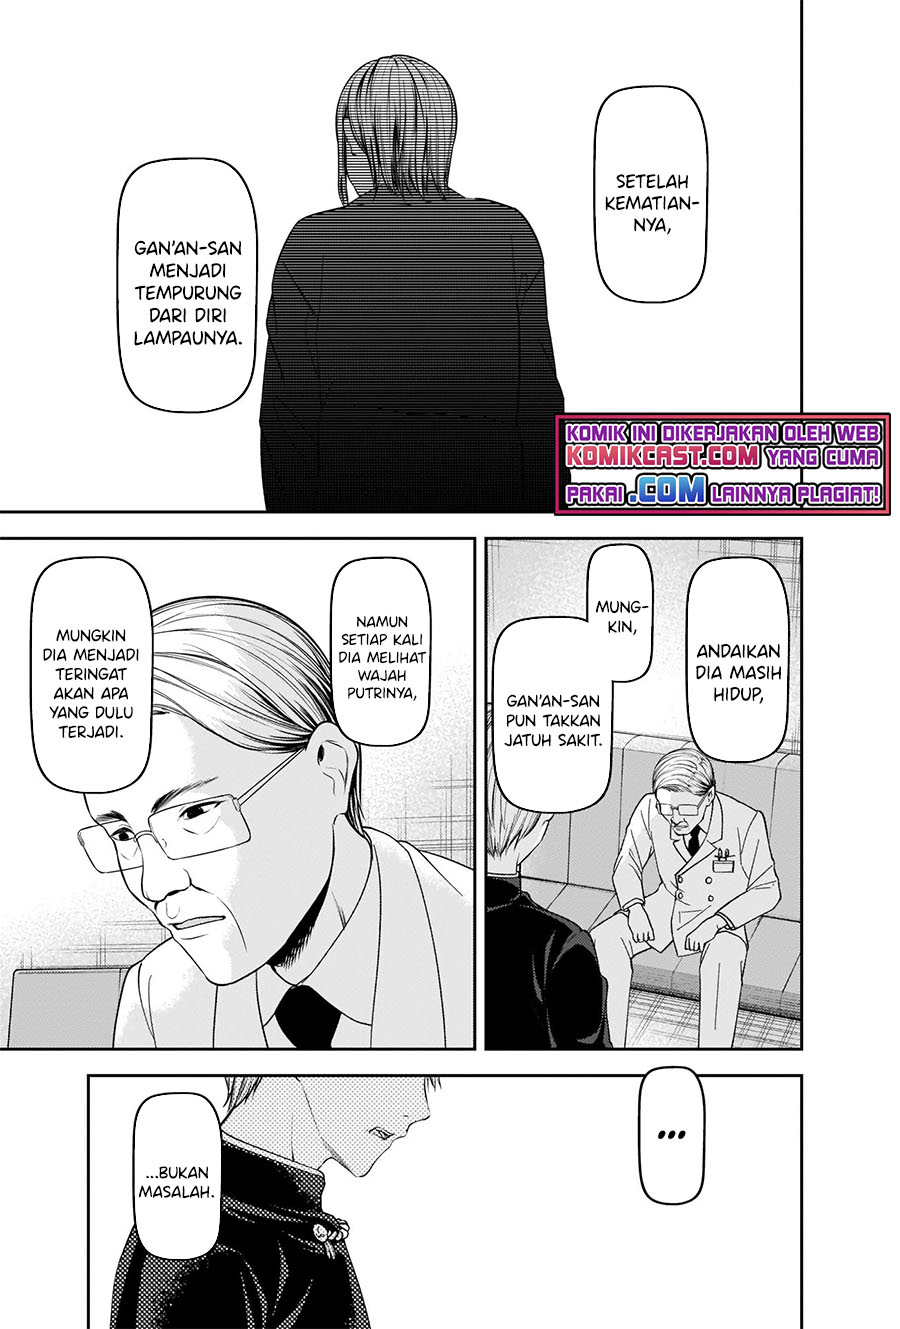 SETELAH
KEMATIAN-
NYA,
GAN'AN-SAN
MENJADI
TEMPURUNG
DARI DIRI
LAMPAUNYA.
KOMIK INI DIKERJAKAN OLEH WEB
KOMIKCAST.COM YANG CUMA
PAKAI .COM LAINNYA PLAGIAT!
ANDAIKAN
DIA MASIH
HIDUP,
MUNG-
KIN,
GAN'AN-SAN
PUN TAKKAN
JATUH SAKIT.
NAMUN
SETIAP KALI
DIA MELIHAT
WAJAH
PUTRINYA,
MUNGKIN
DIA MENJADI
TERINGAT
AKAN APA
YANG DULU
TERJADI.
...
...BUKAN
MASALAH.